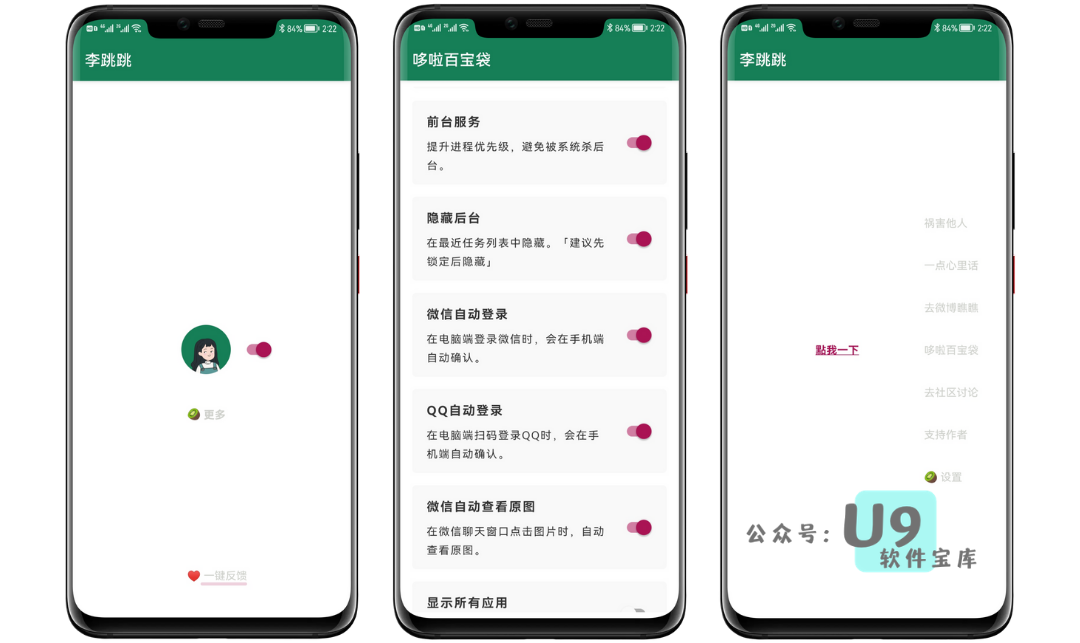 84% 2:22
李跳跳
更多
一键反馈
84% 2:22
哆啦百宝袋
前台服务
提升进程优先级，避免被系统杀后
台。
隐藏后台
在最近任务列表中隐藏。「建议先
锁定后隐藏」
微信自动登录
在电脑端登录微信时，会在手机端
自动确认。
QQ自动登录
在电脑端扫码登录QQ时，会在手
机端自动确认。
微信自动查看原图
在微信聊天窗口点击图片时，自动
查看原图。
显示所有应用
84% 2:22
李跳跳
祸害他人
一点心里话
去微博瞧瞧
點我一下
哆啦百宝袋
去社区讨论
支持作者
设置
公众号：U9
软件宝库